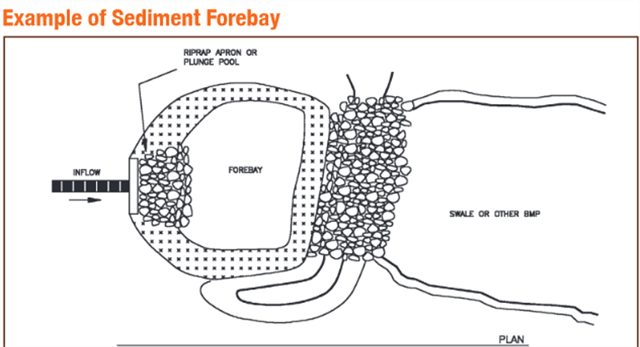 Example of Sediment Forebay
RIPRAP APRON OR
PLUNGE POOL
INFLOW
FOREBAY
SWALE OR OTHER BMP
PLAN